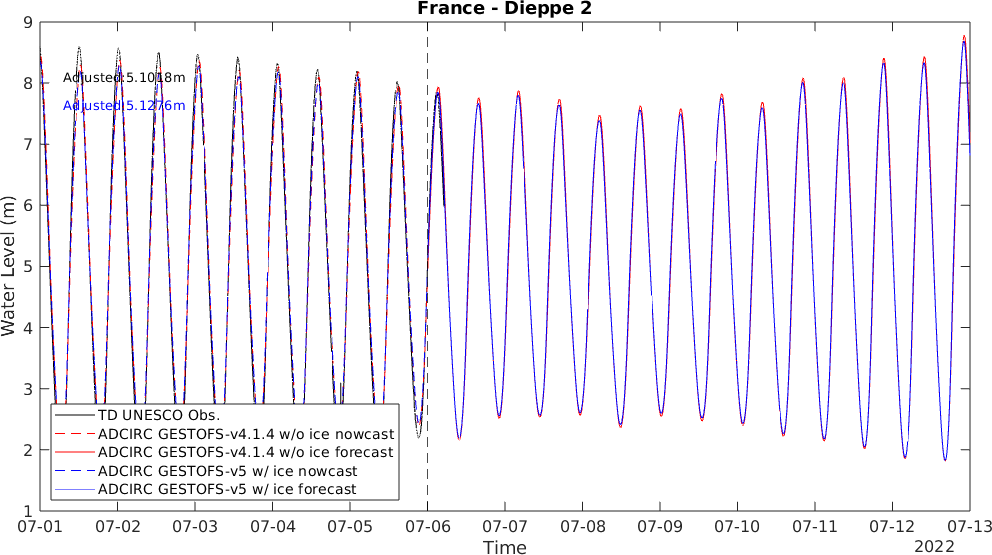 France - Dieppe 2
9
8
7
6
5
4
3
2
1
Water Level (m)
Adjusted:5.1018m
Adjusted:5.1276m
TD UNESCO Obs.
ADCIRC GESTOFS-v4.1.4 w/o ice nowcast
ADCIRC GESTOFS-v4.1.4 w/o ice forecast
ADCIRC GESTOFS-v5 w/ ice nowcast
ADCIRC GESTOFS-v5 w/ ice forecast
07-01 07-02 07-03 07-04 07-05 07-06 07-07 07-08 07-09 07-10 07-11 07-12 07-13
Time
2022